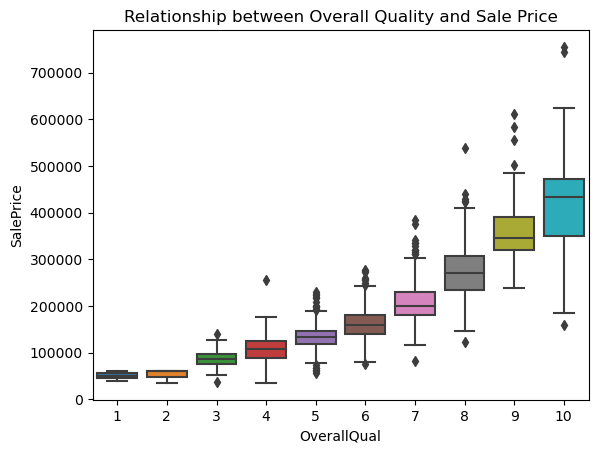 Relationship between Overall Quality and Sale Price
SalePrice
700000
600000
500000
400000
300000
200000
100000
0
1 2 3 4 5 6 7 8 9 10
OverallQual